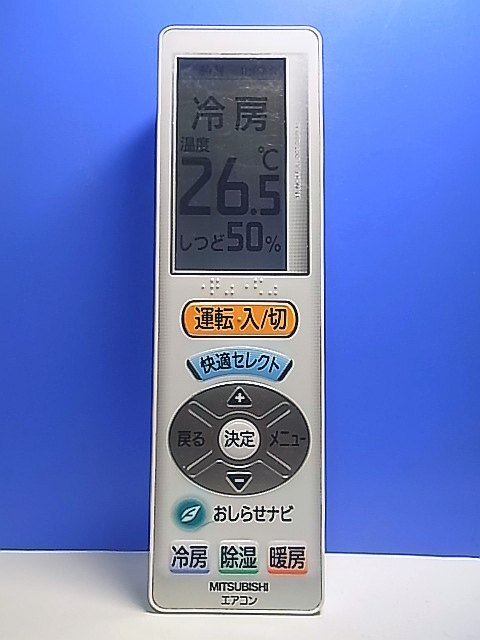 冷房
温度
26.5℃
しつど50%
運転 入/切
快適セレクト
戻る 決定 メニュー
おしらせナビ
冷房 除湿 暖房
MITSUBISHI
エアコン